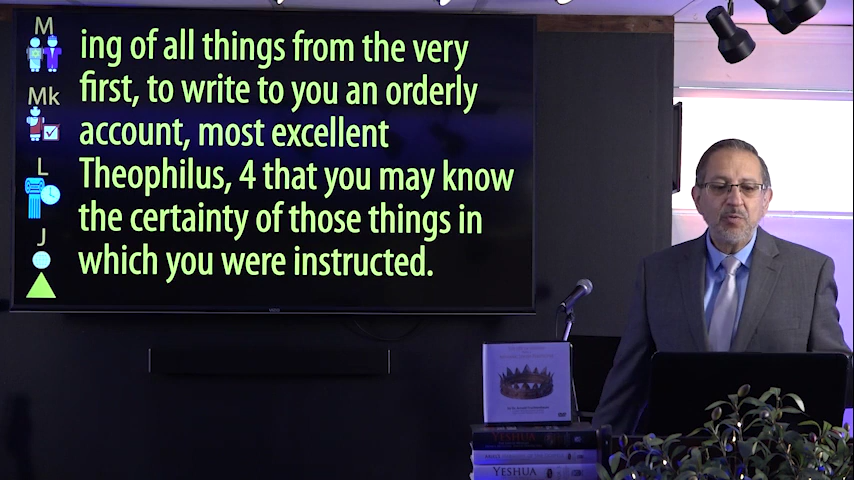 M
Mk
L
J
ing of all things from the very
first, to write to you an orderly
account, most excellent
Theophilus, 4 that you may know
the certainty of those things in
which you were instructed.
DVD
YESHUA
YESHUA